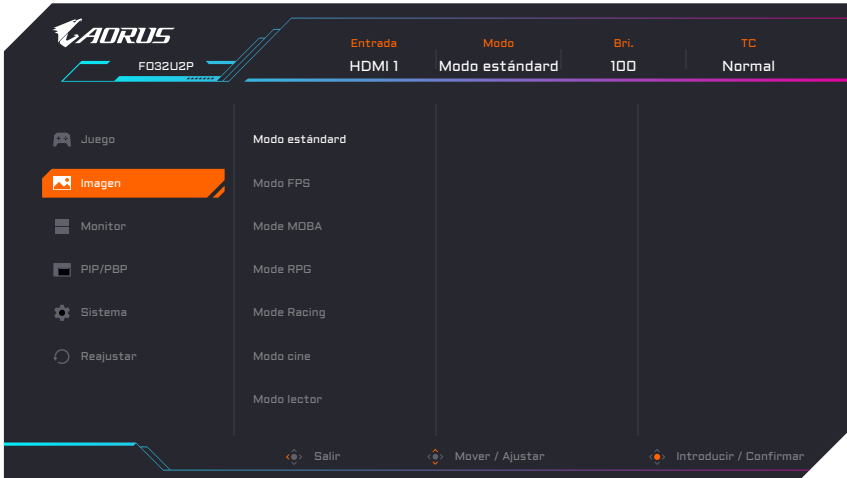 AORUS
FO32U2P
Entrada Modo Bri. TC
HDMI 1 Modo estándard 100 Normal
Juego Modo estándard
Imagen Modo FPS
Monitor Mode MOBA
PIP/PBP Mode RPG
Sistema Mode Racing
Reajustar Modo cine
Modo lector
Salir Mover / Ajustar Introducir / Confirmar